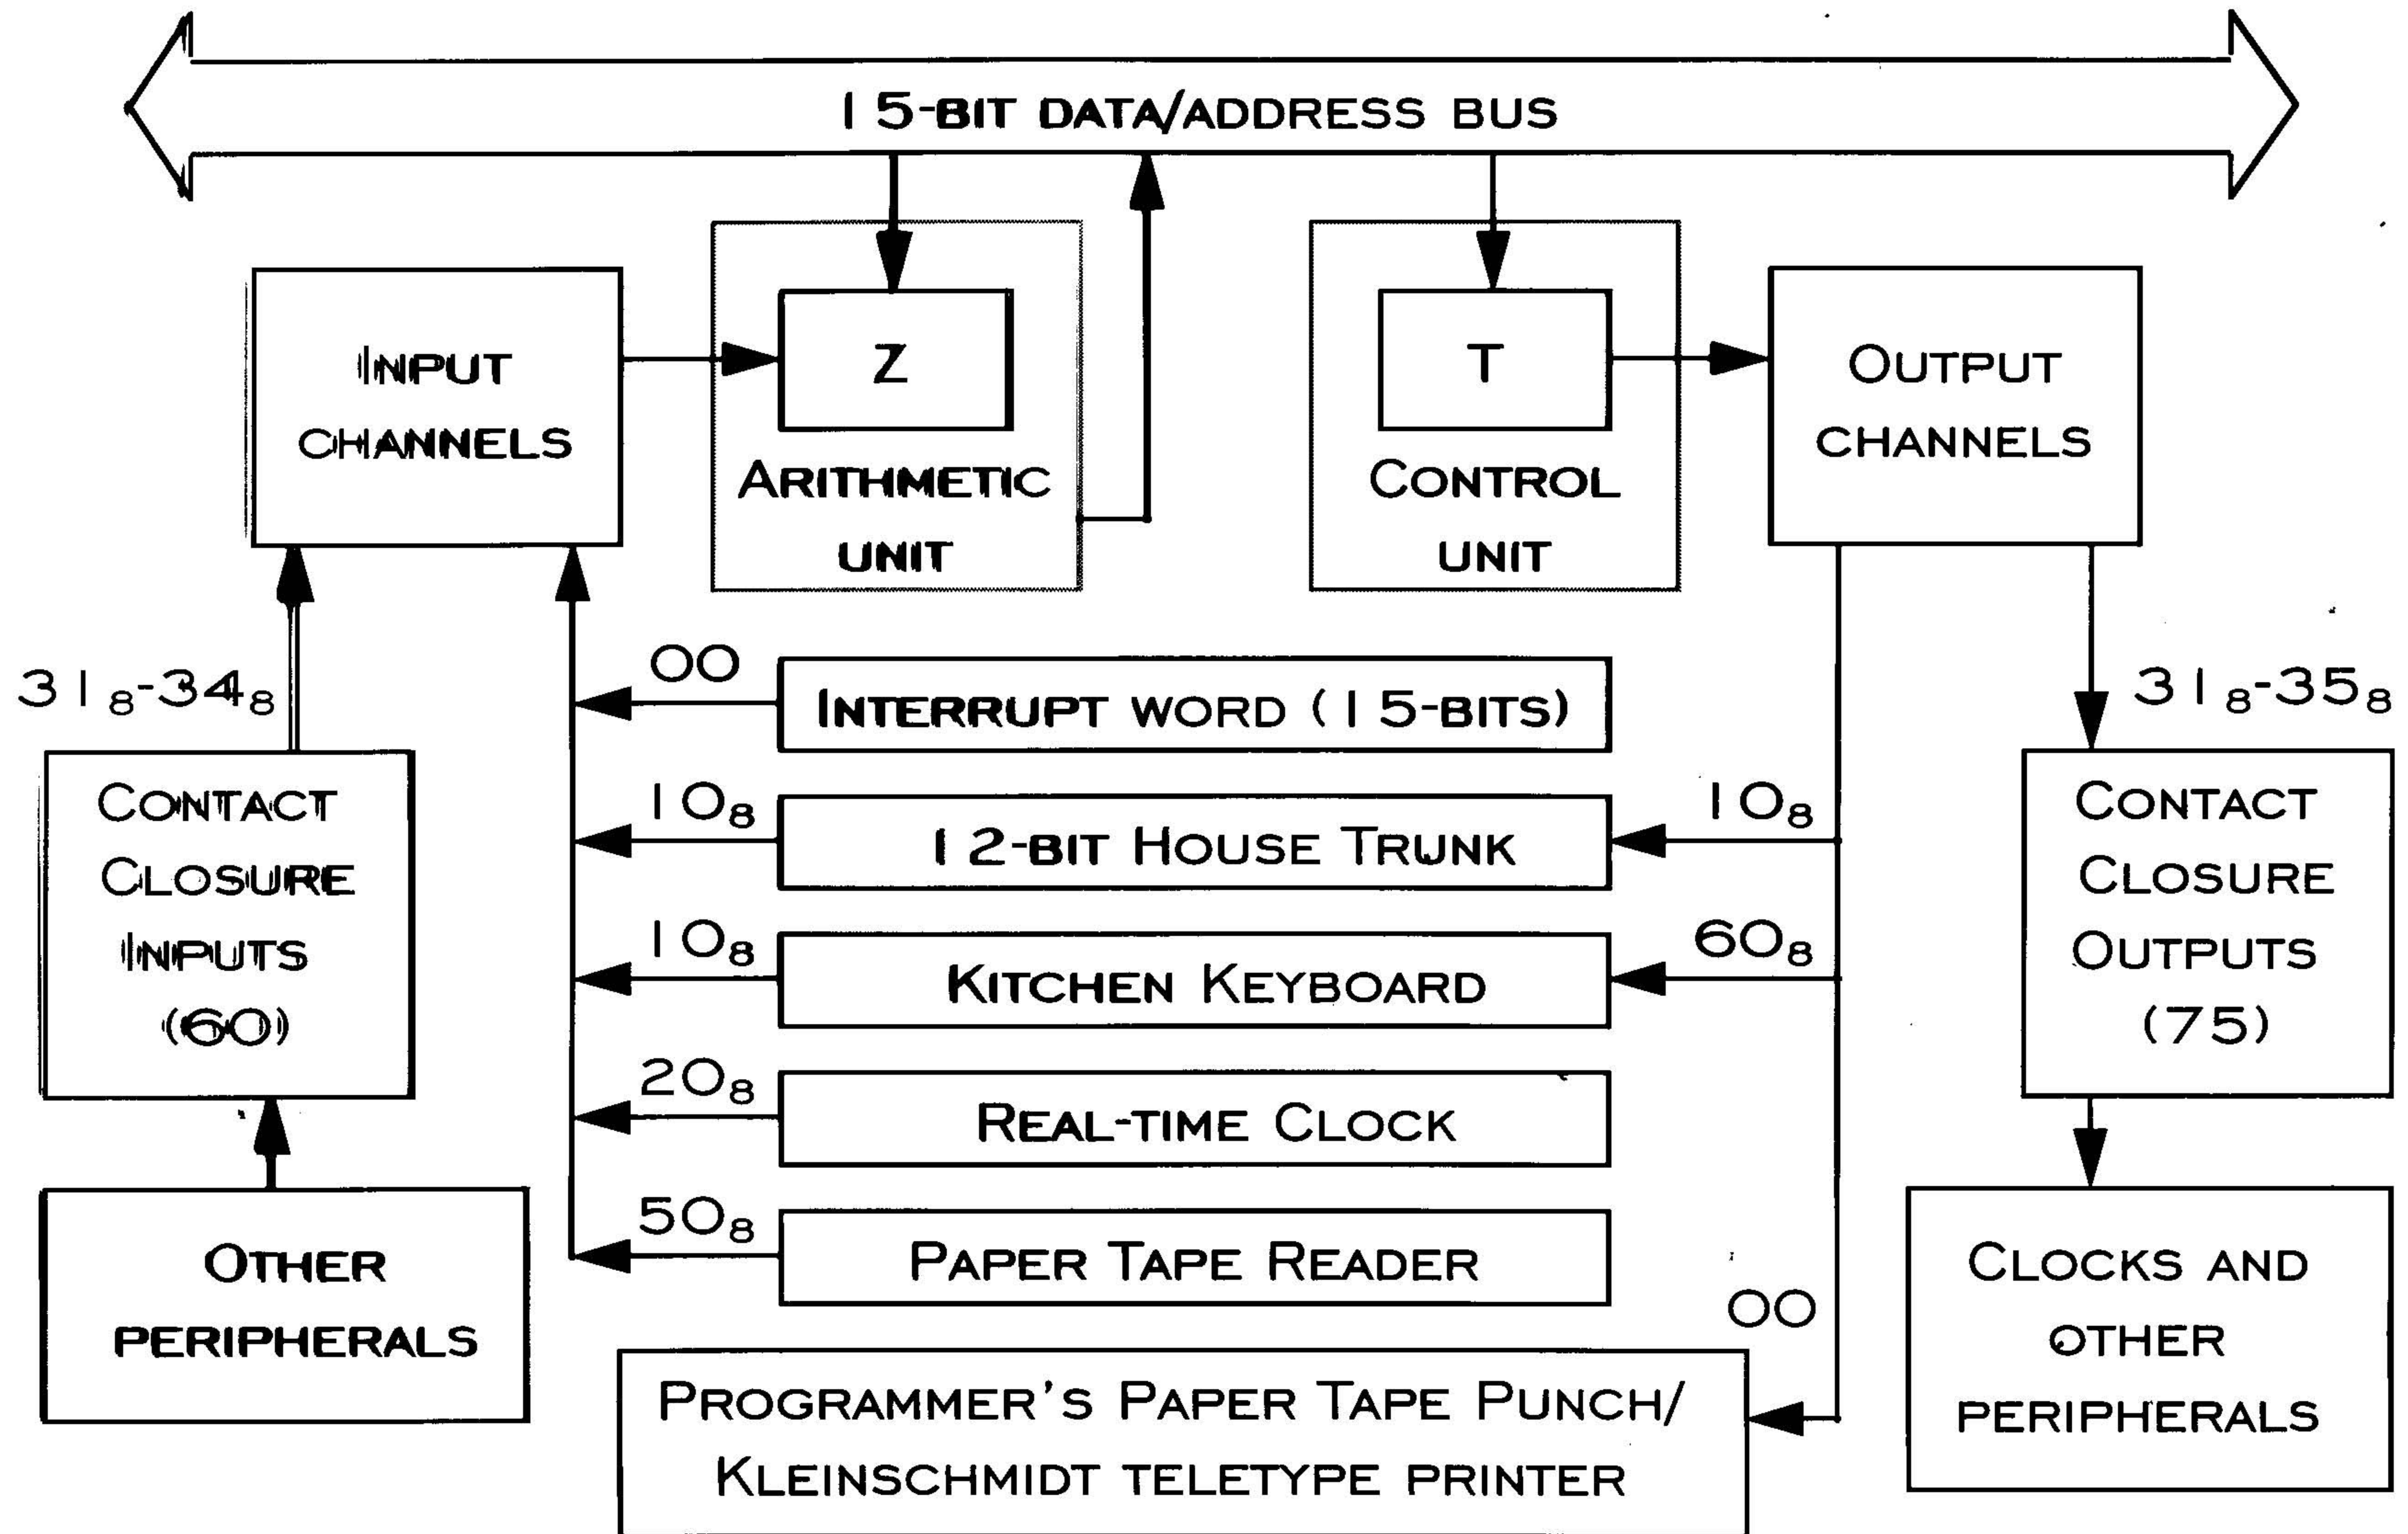 15-BIT DATA/ADDRESS BUS
INPUT
CHANNELS
Z
ARITHMETIC
UNIT
T
CONTROL
UNIT
OUTPUT
CHANNELS
31₈-34₈
CONTACT
CLOSURE
INPUTS
(60)
OTHER
PERIPHERALS
00
INTERRUPT WORD (15-BITS)
10₈
12-BIT HOUSE TRUNK
10₈
10₈
KITCHEN KEYBOARD
60₈
20₈
REAL-TIME CLOCK
50₈
PAPER TAPE READER
00
PROGRAMMER'S PAPER TAPE PUNCH/
KLEINSCHMIDT TELETYPE PRINTER
31₈-35₈
CONTACT
CLOSURE
OUTPUTS
(75)
CLOCKS AND
OTHER
PERIPHERALS